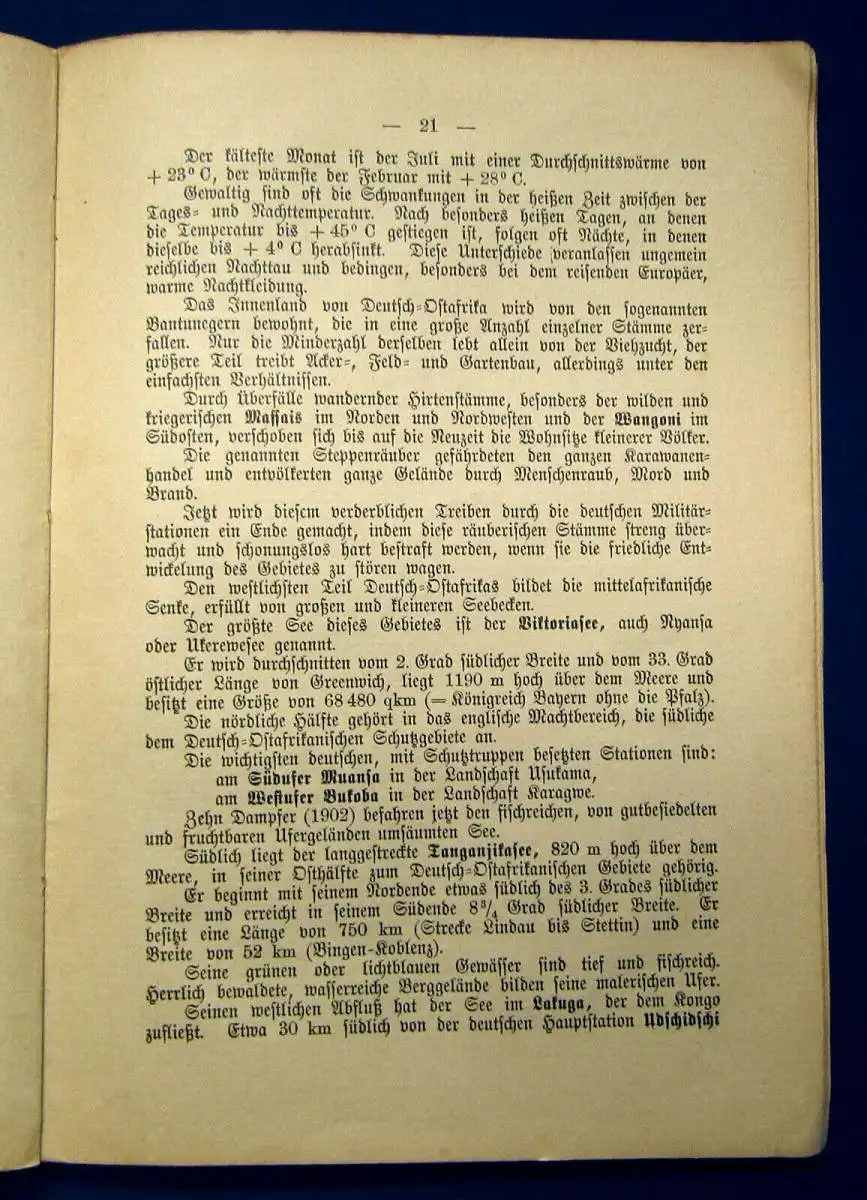 — 21 —
Der kälteste Monat ist der Juli mit einer Durchschnittswärme von
+ 23° C, der wärmste der Februar mit + 28° C.
Gewaltig sind oft die Schwankungen in der heißen Zeit zwischen der
Tages- und Nachttemperatur. Nach besonders heißen Tagen, an denen
die Temperatur bis + 45° C gestiegen ist, folgen oft Nächte, in denen
dieselbe bis + 4° C herabsinkt. Diese Unterschiede veranlassen ungemein
reichlichen Nachttau und bedingen, besonders bei dem reisenden Europäer,
warme Nachtkleidung.
Das Innenland von Deutsch-Ostafrika wird von den sogenannten
Bantunegern bewohnt, die in eine große Anzahl einzelner Stämme zer-
fallen. Nur die Minderzahl derselben lebt allein von der Viehzucht, der
größere Teil treibt Acker-, Feld- und Gartenbau, allerdings unter den
einfachsten Verhältnissen.
Durch Überfälle wandernder Hirtenstämme, besonders der wilden und
kriegerischen Massais im Norden und Nordwesten und der Wangoni im
Südosten, verschoben sich bis auf die Neuzeit die Wohnsitze kleinerer Völker.
Die genannten Steppenräuber gefährdeten den ganzen Karawanen-
handel und entvölkerten ganze Gelände durch Menschenraub, Mord und
Brand.
Jetzt wird diesem verderblichen Treiben durch die deutschen Militär-
stationen ein Ende gemacht, indem diese räuberischen Stämme streng über-
wacht und schonungslos hart bestraft werden, wenn sie die friedliche Ent-
wickelung des Gebietes zu stören wagen.
Den westlichsten Teil Deutsch-Ostafrikas bildet die mittelafrikanische
Senke, erfüllt von großen und kleineren Seebecken.
Der größte See dieses Gebietes ist der Viktoriasee, auch Nyansa
oder Ukerewesee genannt.
Er wird durchschnitten vom 2. Grad südlicher Breite und vom 33. Grad
östlicher Länge von Greenwich, liegt 1190 m hoch über dem Meere und
besitzt eine Größe von 68 480 qkm (= Königreich Bayern ohne die Pfalz).
Die nördliche Hälfte gehört in das englische Machtbereich, die südliche
dem Deutsch-Ostafrikanischen Schutzgebiete an.
Die wichtigsten deutschen, mit Schutztruppen besetzten Stationen sind:
am Südufer Muansa in der Landschaft Usukama,
am Westufer Bukoba in der Landschaft Karagwe.
Zehn Dampfer (1902) befahren jetzt den fischreichen, von gutbesiedelten
und fruchtbaren Ufergeländen umsäumten See.
Südlich liegt der langgestreckte Tanganjikasee, 820 m hoch über dem
Meere, in seiner Osthälfte zum Deutsch-Ostafrikanischen Gebiete gehörig.
Er beginnt mit seinem Nordende etwas südlich des 3. Grades südlicher
Breite und erreicht in seinem Südende 8 3/4 Grad südlicher Breite. Er
besitzt eine Länge von 750 km (Strecke Lindau bis Stettin) und eine
Breite von 52 km (Bingen-Koblenz).
Seine grünen oder lichtblauen Gewässer sind tief und fischreich.
Herrlich bewaldete, wasserreiche Berggelände bilden seine malerischen Ufer.
Seinen westlichen Abfluß hat der See im Lakuga, der dem Kongo
zufließt. Etwa 30 km südlich von der deutschen Hauptstation Udschidschi